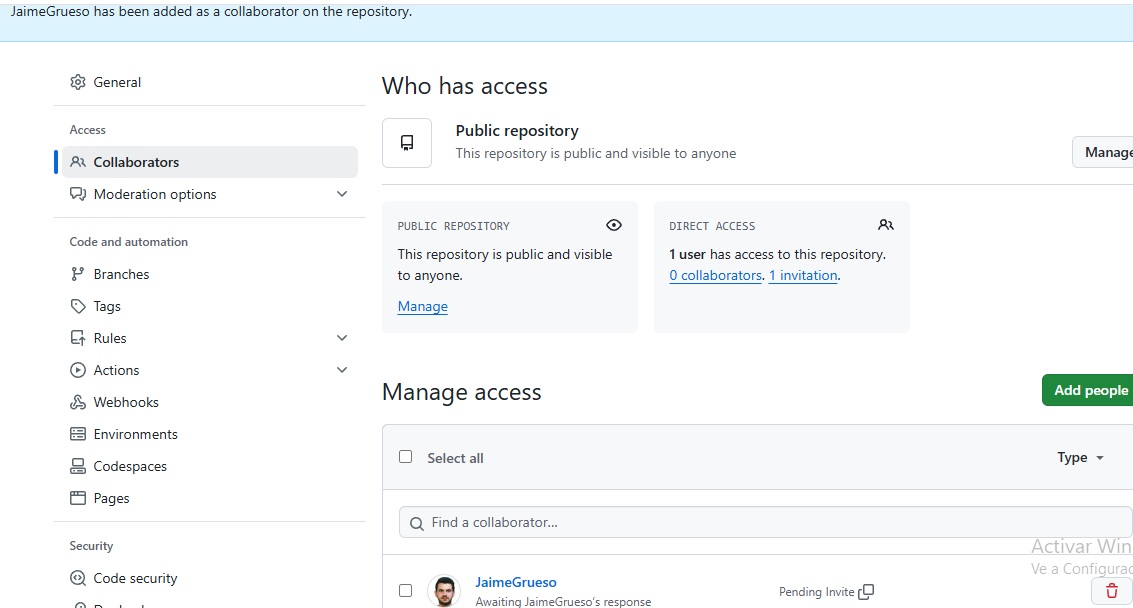 JaimeGrueso has been added as a collaborator on the repository.
General
Access
Collaborators
Moderation options
Code and automation
Branches
Tags
Rules
Actions
Webhooks
Environments
Codespaces
Pages
Security
Code security
Who has access
Public repository
This repository is public and visible to anyone
Manage
PUBLIC REPOSITORY
This repository is public and visible
to anyone.
Manage
DIRECT ACCESS
1 user has access to this repository.
0 collaborators. 1 invitation.
Manage access
Add people
Select all
Type
Find a collaborator...
JaimeGrueso
Awaiting JaimeGrueso's response
Pending Invite
Activar Win
Ve a Configurac